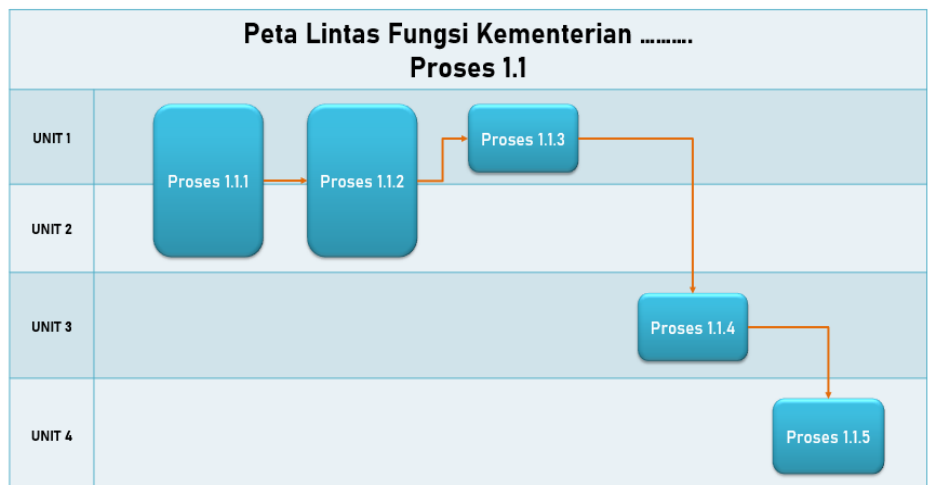 Peta Lintas Fungsi Kementerian ..........
Proses 1.1
UNIT 1
Proses 1.1.1
Proses 1.1.2
Proses 1.1.3
UNIT 2
UNIT 3
Proses 1.1.4
UNIT 4
Proses 1.1.5